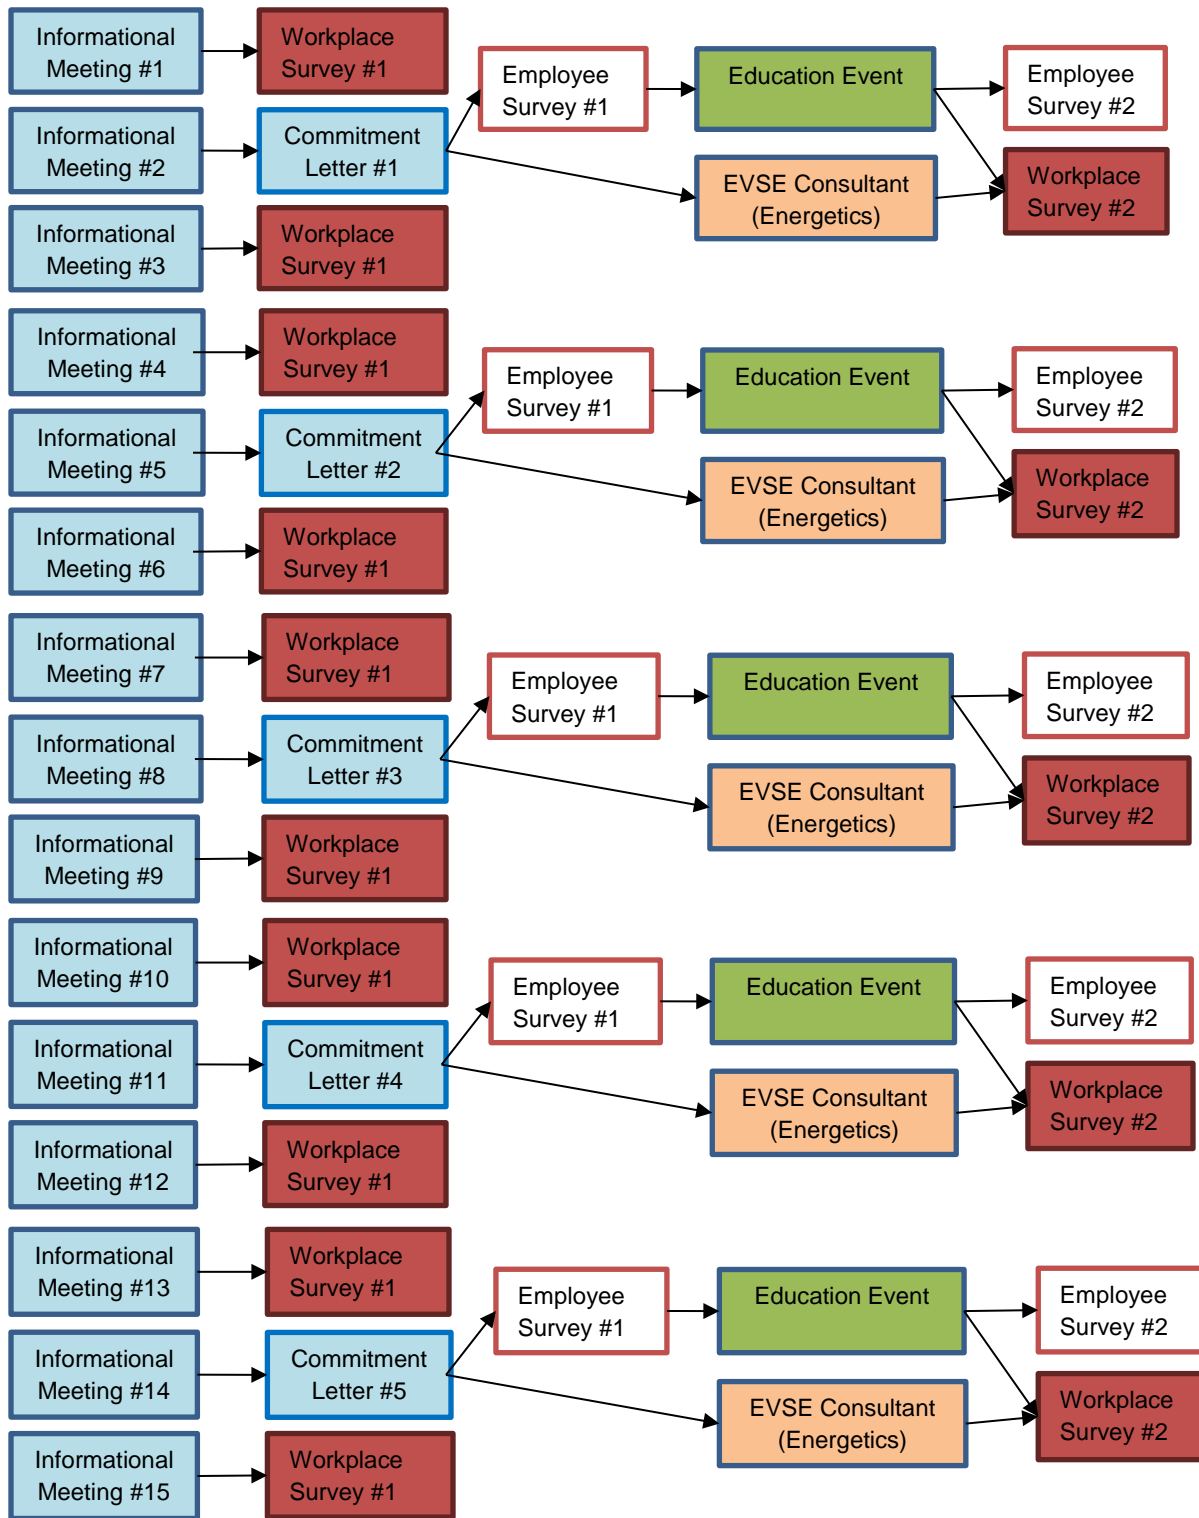 Informational
Meeting #1
Workplace
Survey #1
Employee
Survey #1
Education Event
Employee
Survey #2
Informational
Meeting #2
Commitment
Letter #1
EVSE Consultant
(Energetics)
Workplace
Survey #2
Informational
Meeting #3
Workplace
Survey #1
Informational
Meeting #4
Workplace
Survey #1
Employee
Survey #1
Education Event
Employee
Survey #2
Informational
Meeting #5
Commitment
Letter #2
EVSE Consultant
(Energetics)
Workplace
Survey #2
Informational
Meeting #6
Workplace
Survey #1
Informational
Meeting #7
Workplace
Survey #1
Employee
Survey #1
Education Event
Employee
Survey #2
Informational
Meeting #8
Commitment
Letter #3
EVSE Consultant
(Energetics)
Workplace
Survey #2
Informational
Meeting #9
Workplace
Survey #1
Informational
Meeting #10
Workplace
Survey #1
Employee
Survey #1
Education Event
Employee
Survey #2
Informational
Meeting #11
Commitment
Letter #4
EVSE Consultant
(Energetics)
Workplace
Survey #2
Informational
Meeting #12
Workplace
Survey #1
Informational
Meeting #13
Workplace
Survey #1
Employee
Survey #1
Education Event
Employee
Survey #2
Informational
Meeting #14
Commitment
Letter #5
EVSE Consultant
(Energetics)
Workplace
Survey #2
Informational
Meeting #15
Workplace
Survey #1